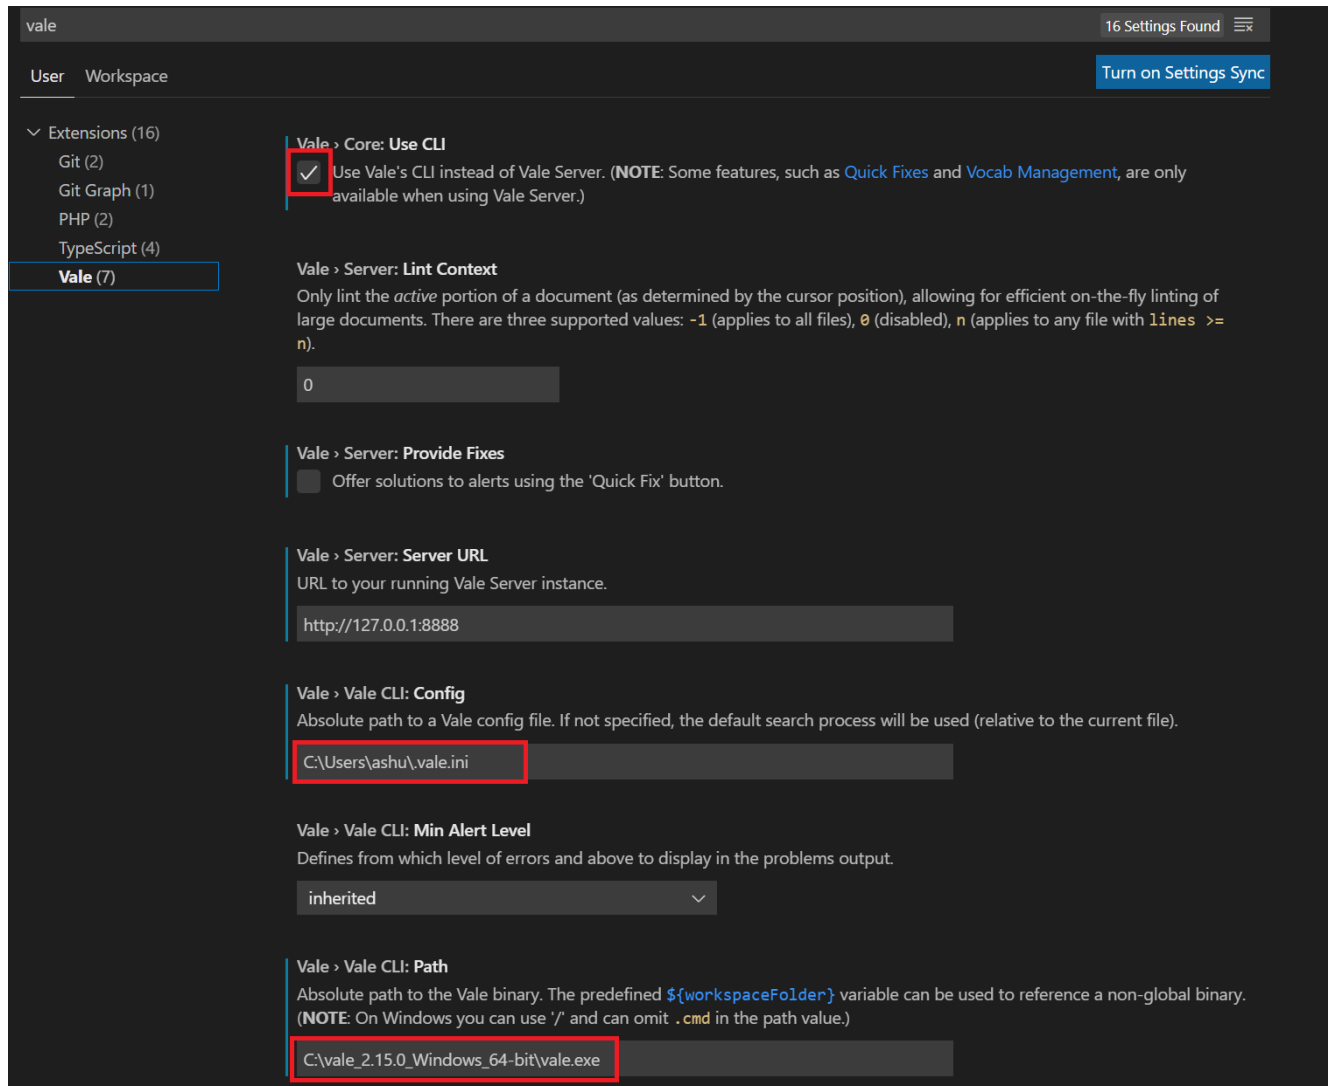 vale
16 Settings Found
User Workspace
Turn on Settings Sync
Extensions (16)
Git (2)
Git Graph (1)
PHP (2)
TypeScript (4)
Vale (7)
Vale › Core: Use CLI
Use Vale's CLI instead of Vale Server. (NOTE: Some features, such as Quick Fixes and Vocab Management, are only
available when using Vale Server.)
Vale › Server: Lint Context
Only lint the active portion of a document (as determined by the cursor position), allowing for efficient on-the-fly linting of
large documents. There are three supported values: -1 (applies to all files), 0 (disabled), n (applies to any file with lines >=
n).
0
Vale › Server: Provide Fixes
Offer solutions to alerts using the 'Quick Fix' button.
Vale › Server: Server URL
URL to your running Vale Server instance.
http://127.0.0.1:8888
Vale › Vale CLI: Config
Absolute path to a Vale config file. If not specified, the default search process will be used (relative to the current file).
C:\Users\ashu\.vale.ini
Vale › Vale CLI: Min Alert Level
Defines from which level of errors and above to display in the problems output.
inherited
Vale › Vale CLI: Path
Absolute path to the Vale binary. The predefined ${workspaceFolder} variable can be used to reference a non-global binary.
(NOTE: On Windows you can use '/' and can omit .cmd in the path value.)
C:\vale_2.15.0_Windows_64-bit\vale.exe